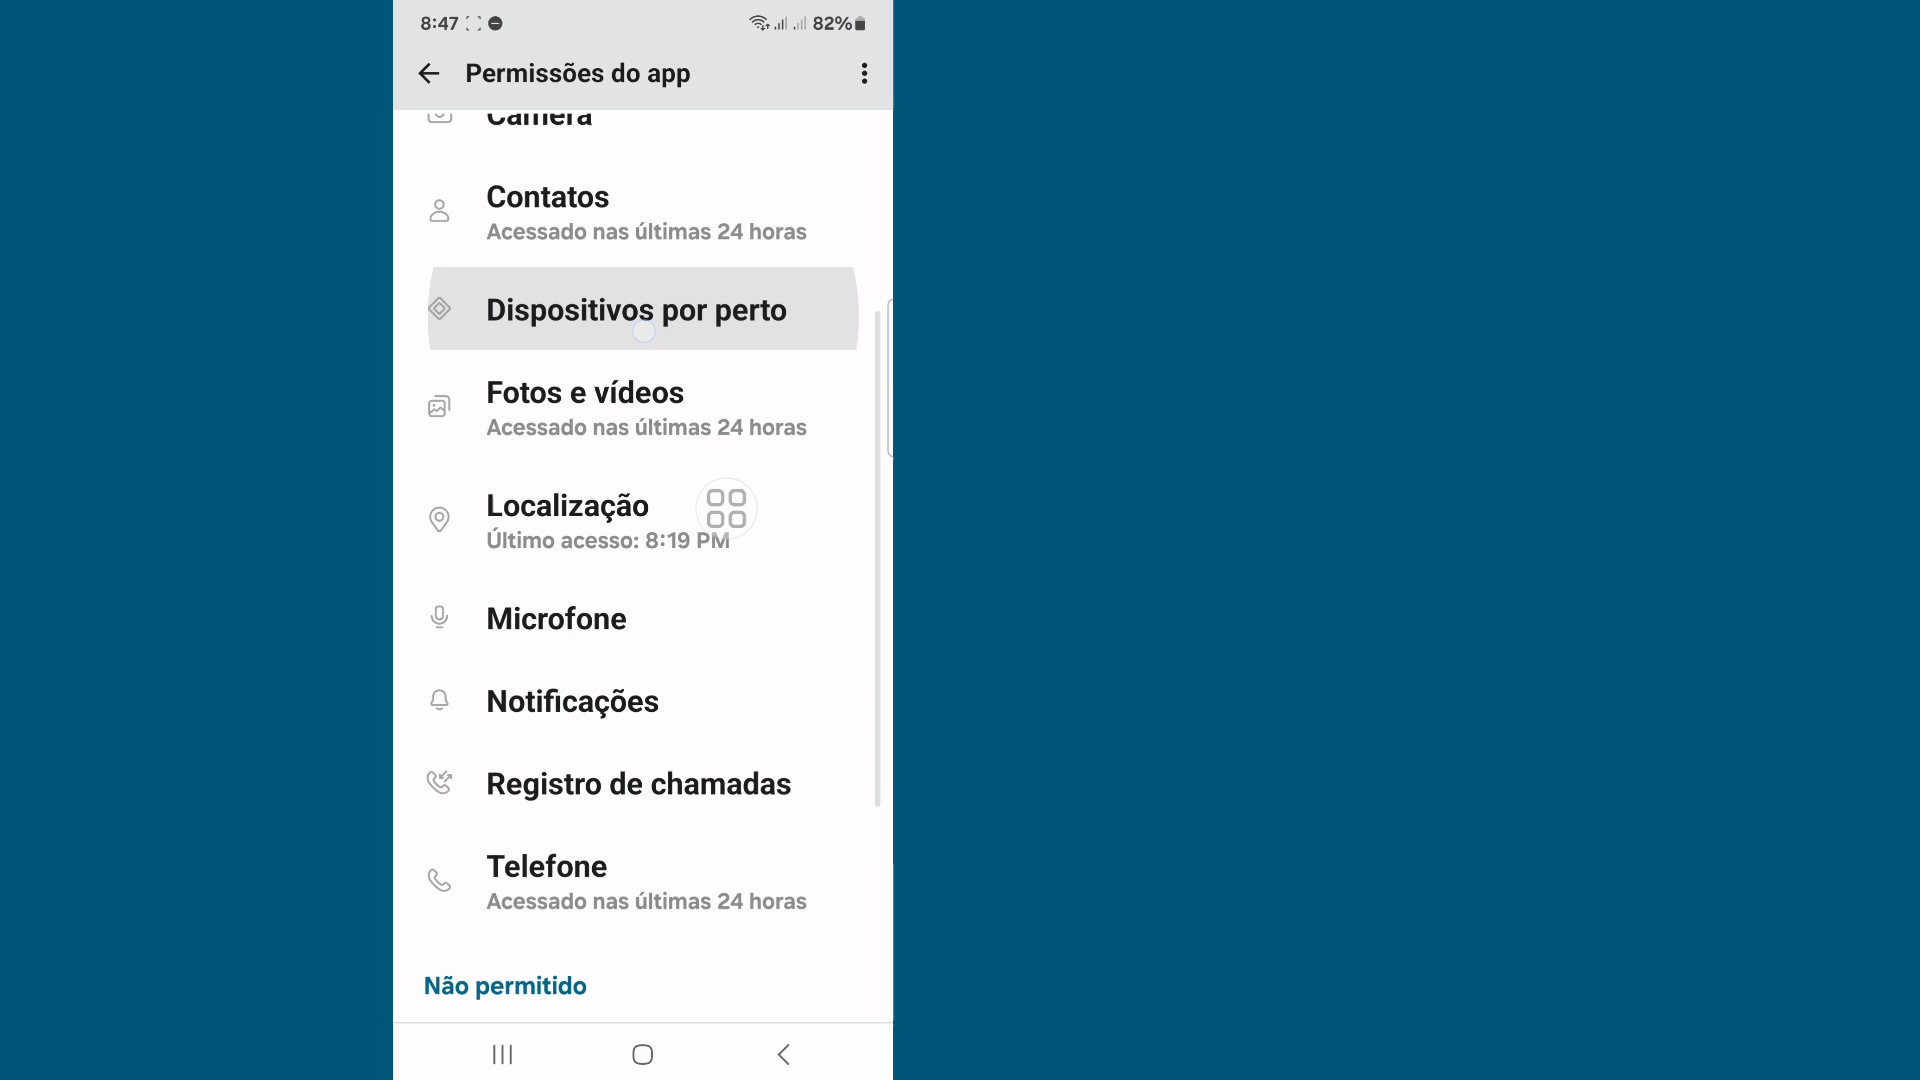 8:47
82%
Permissões do app
Câmera
Contatos
Acessado nas últimas 24 horas
Dispositivos por perto
Fotos e vídeos
Acessado nas últimas 24 horas
Localização
Último acesso: 8:19 PM
Microfone
Notificações
Registro de chamadas
Telefone
Acessado nas últimas 24 horas
Não permitido